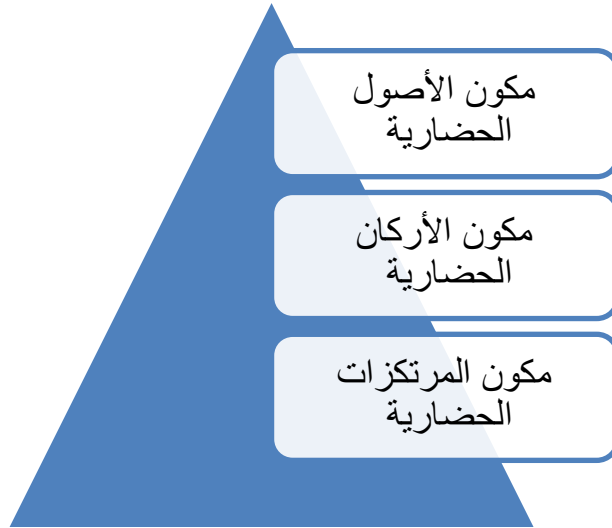 مكون الأصول
الحضارية
مكون الأركان
الحضارية
مكون المرتكزات
الحضارية